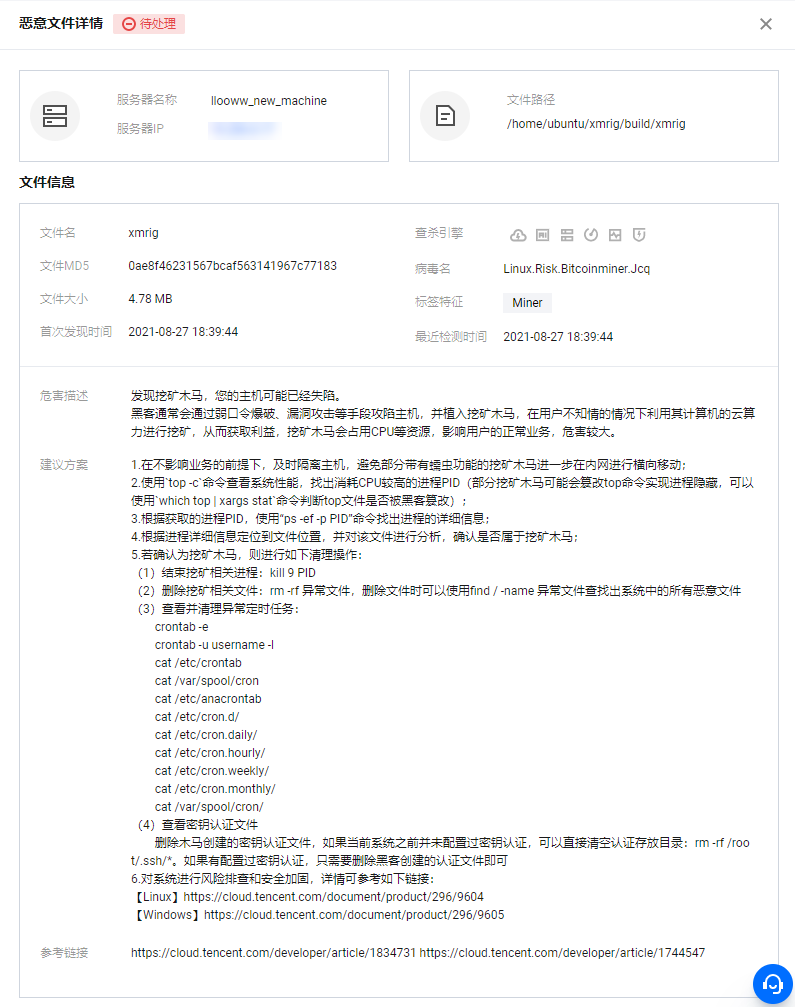 恶意文件详情 待处理
服务器名称 llooww_new_machine
服务器IP
文件路径
/home/ubuntu/xmrig/build/xmrig
文件信息
文件名 xmrig
查杀引擎
文件MD5 0ae8f46231567bcaf563141967c77183
病毒名 Linux.Risk.Bitcoinminer.Jcq
文件大小 4.78 MB
标签特征 Miner
首次发现时间 2021-08-27 18:39:44
最近检测时间 2021-08-27 18:39:44
危害描述 发现挖矿木马，您的主机可能已经失陷。
黑客通常会通过弱口令爆破、漏洞攻击等手段攻陷主机，并植入挖矿木马，在用户不知情的情况下利用其计算机的云算
力进行挖矿，从而获取利益，挖矿木马会占用CPU等资源，影响用户的正常业务，危害较大。
建议方案 1.在不影响业务的前提下，及时隔离主机，避免部分带有蠕虫功能的挖矿木马进一步在内网进行横向移动；
2.使用`top -c`命令查看系统性能，找出消耗CPU较高的进程PID（部分挖矿木马可能会篡改top命令实现进程隐藏，可以
使用`which top | xargs stat`命令判断top文件是否被黑客篡改）；
3.根据获取的进程PID，使用“ps -ef -p PID”命令找出进程的详细信息；
4.根据进程详细信息定位到文件位置，并对该文件进行分析，确认是否属于挖矿木马；
5.若确认为挖矿木马，则进行如下清理操作：
（1）结束挖矿相关进程：kill 9 PID
（2）删除挖矿相关文件：rm -rf 异常文件，删除文件时可以使用find / -name 异常文件查找出系统中的所有恶意文件
（3）查看并清理异常定时任务：
crontab -e
crontab -u username -l
cat /etc/crontab
cat /var/spool/cron
cat /etc/anacrontab
cat /etc/cron.d/
cat /etc/cron.daily/
cat /etc/cron.hourly/
cat /etc/cron.weekly/
cat /etc/cron.monthly/
cat /var/spool/cron/
（4）查看密钥认证文件
删除木马创建的密钥认证文件，如果当前系统之前并未配置过密钥认证，可以直接清空认证存放目录：rm -rf /roo
t/.ssh/*。如果有配置过密钥认证，只需要删除黑客创建的认证文件即可
6.对系统进行风险排查和安全加固，详情可参考如下链接：
【Linux】https://cloud.tencent.com/document/product/296/9604
【Windows】https://cloud.tencent.com/document/product/296/9605
参考链接 https://cloud.tencent.com/developer/article/1834731 https://cloud.tencent.com/developer/article/1744547